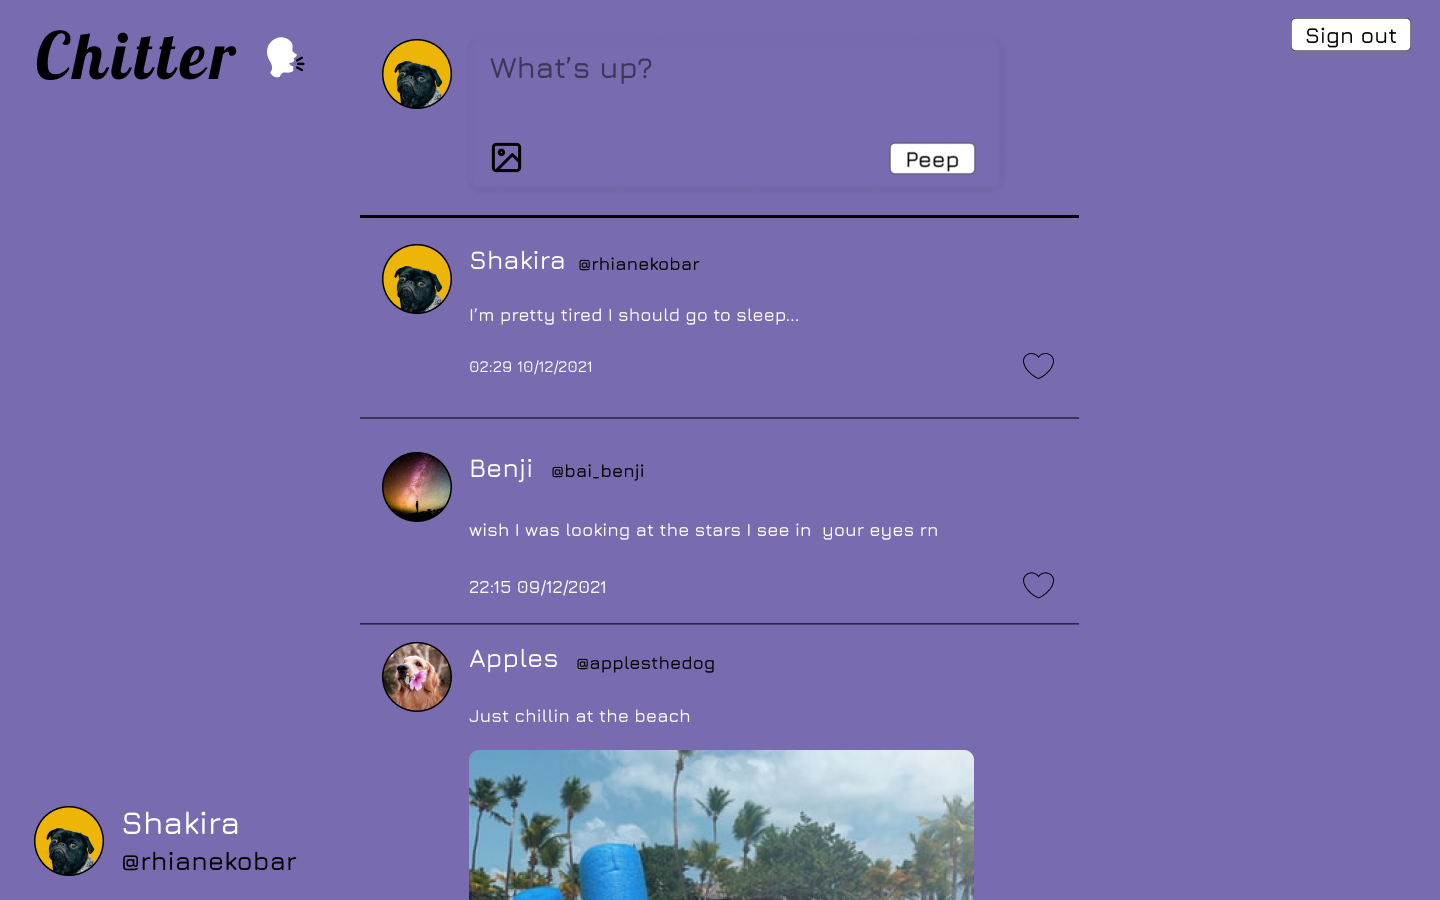 Chitter
Sign out
What's up?
Peep
Shakira @rhianekobar
I'm pretty tired I should go to sleep...
02:29 10/12/2021
Benji @bai_benji
wish I was looking at the stars I see in your eyes rn
22:15 09/12/2021
Apples @applesthedog
Just chillin at the beach
Shakira
@rhianekobar